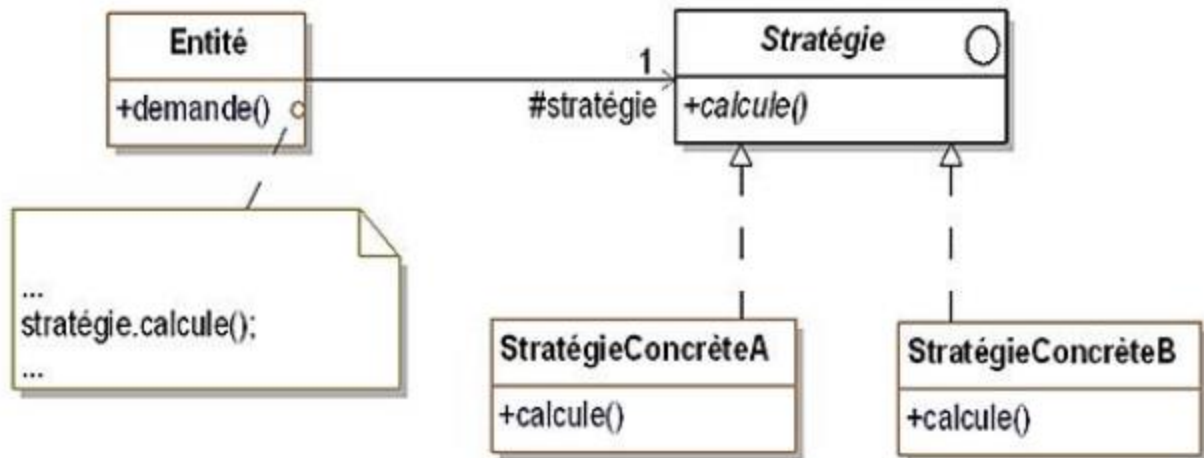 Entité
+demande()
1
#stratégie
Stratégie
+calcule()
...
stratégie.calcule();
...
StratégieConcrèteA
+calcule()
StratégieConcrèteB
+calcule()